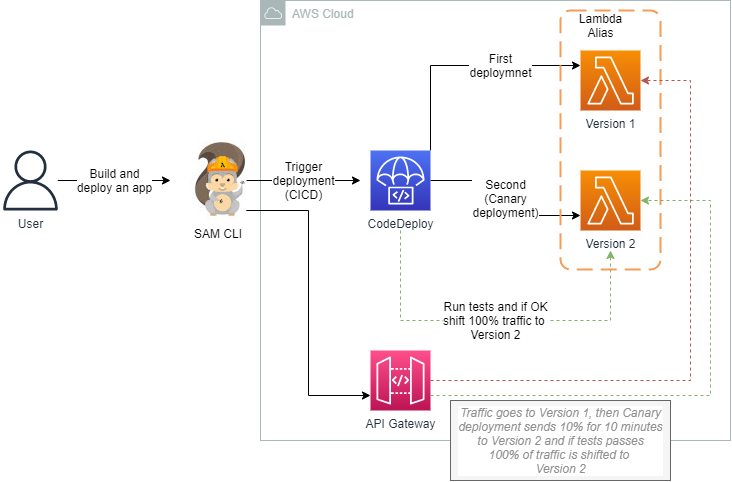 AWS Cloud
Lambda
Alias
First
deploymnet
Version 1
Build and
deploy an app
Trigger
deployment
(CICD)
Second
(Canary
deployment)
User
SAM CLI
CodeDeploy
Version 2
Run tests and if OK
shift 100% traffic to
Version 2
API Gateway
Traffic goes to Version 1, then Canary
deployment sends 10% for 10 minutes
to Version 2 and if tests passes
100% of traffic is shifted to
Version 2